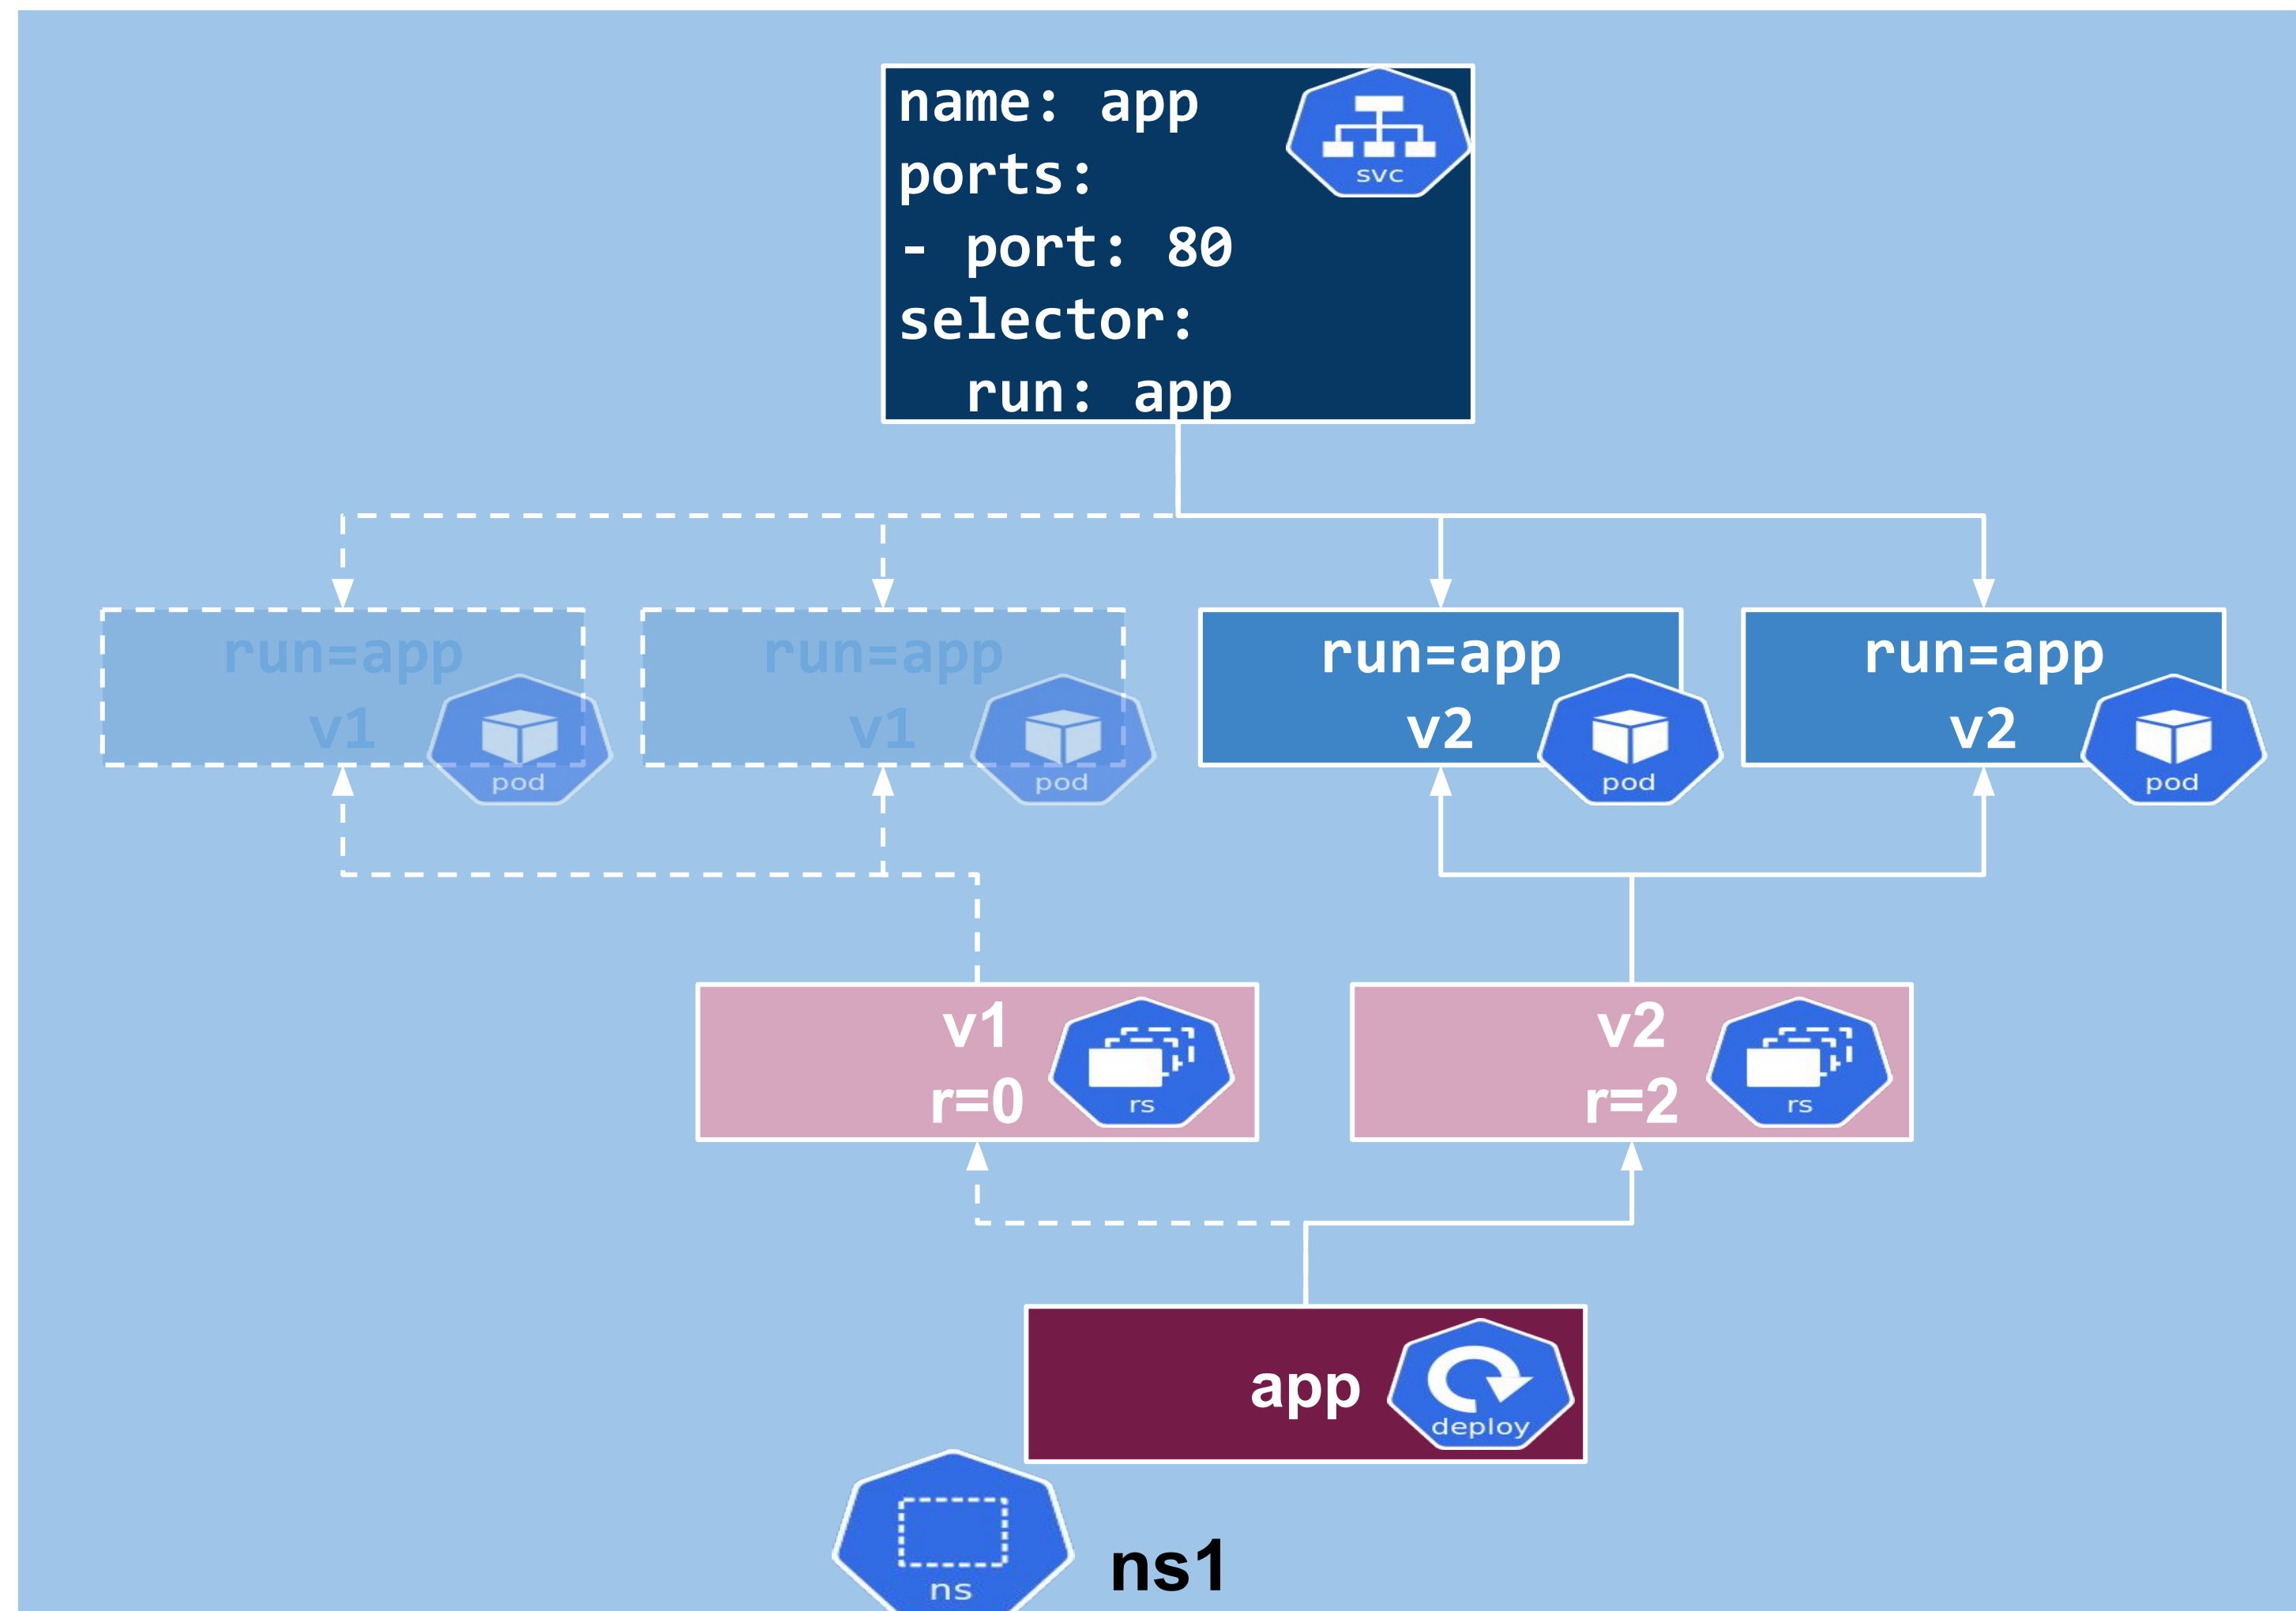 name: app
ports:
- port: 80
selector:
  run: app
svc
run=app
v1
pod
run=app
v1
pod
run=app
v2
pod
run=app
v2
pod
v1
r=0
rs
v2
r=2
rs
app
deploy
ns
ns1